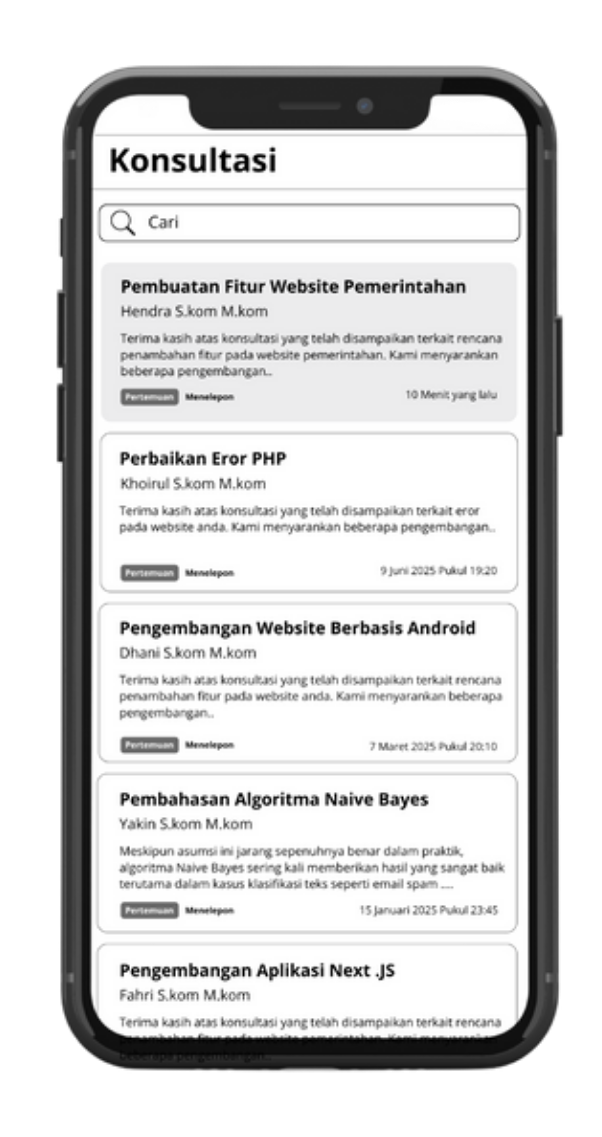 Konsultasi
Cari
Pembuatan Fitur Website Pemerintahan
Hendra S.kom M.kom
Terima kasih atas konsultasi yang telah disampaikan terkait rencana
penambahan fitur pada website pemerintahan. Kami menyarankan
beberapa pengembangan..
Pertemuan Menelepon 10 Menit yang lalu
Perbaikan Eror PHP
Khoirul S.kom M.kom
Terima kasih atas konsultasi yang telah disampaikan terkait eror
pada website anda. Kami menyarankan beberapa pengembangan..
Pertemuan Menelepon 9 Juni 2025 Pukul 19:20
Pengembangan Website Berbasis Android
Dhani S.kom M.kom
Terima kasih atas konsultasi yang telah disampaikan terkait rencana
penambahan fitur pada website anda. Kami menyarankan beberapa
pengembangan..
Pertemuan Menelepon 7 Maret 2025 Pukul 20:10
Pembahasan Algoritma Naive Bayes
Yakin S.kom M.kom
Meskipun asumsi ini jarang sepenuhnya benar dalam praktik,
algoritma Naive Bayes sering kali memberikan hasil yang sangat baik
terutama dalam kasus klasifikasi teks seperti email spam ....
Pertemuan Menelepon 15 Januari 2025 Pukul 23:45
Pengembangan Aplikasi Next .JS
Fahri S.kom M.kom
Terima kasih atas konsultasi yang telah disampaikan terkait rencana
penambahan fitur pada website pemerintahan. Kami menyarankan
beberapa pengembangan..